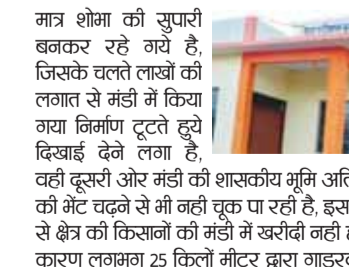 मात्र शोभा की सुपारी
बनकर रहे गये है,
जिसके चलते लाखों की
लगात से मंडी में किया
गया निर्माण टूटते हुये
दिखाई देने लगा है,
वही दूसरी ओर मंडी की शासकीय भूमि
की भेंट चढ़ने से भी नही चूक पा रही है,
से क्षेत्र की किसानों की मंडी में खरीदी नही
कारण लगभग 25 किलों मीटर द्वारा